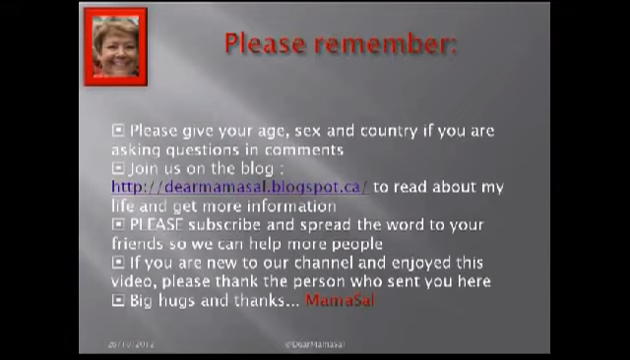 Please remember:
Please give your age, sex and country if you are
asking questions in comments
Join us on the blog :
http://dearmamasal.blogspot.ca/ to read about my
life and get more information
PLEASE subscribe and spread the word to your
friends so we can help more people
If you are new to our channel and enjoyed this
video, please thank the person who sent you here
Big hugs and thanks... MamaSal
@DearMamaSal